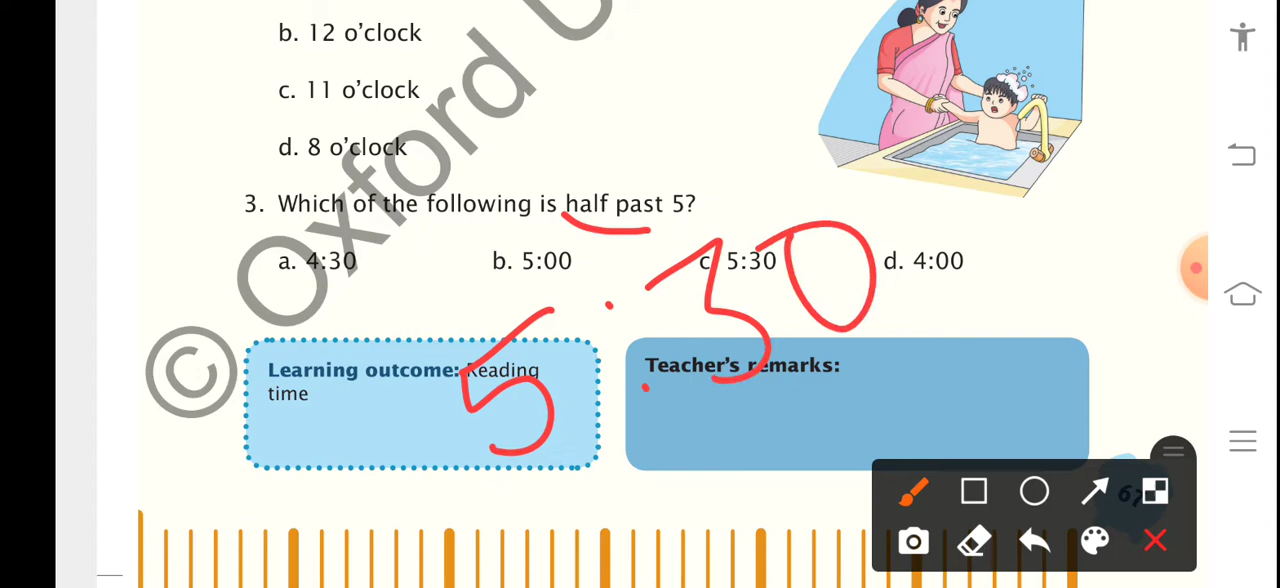 b. 12 o'clock
c. 11 o'clock
d. 8 o'clock
3. Which of the following is half past 5?
a. 4:30 b. 5:00 c. 5:30 d. 4:00
5:30
Learning outcome: Reading
time
Teacher's remarks:
67
© Oxford U